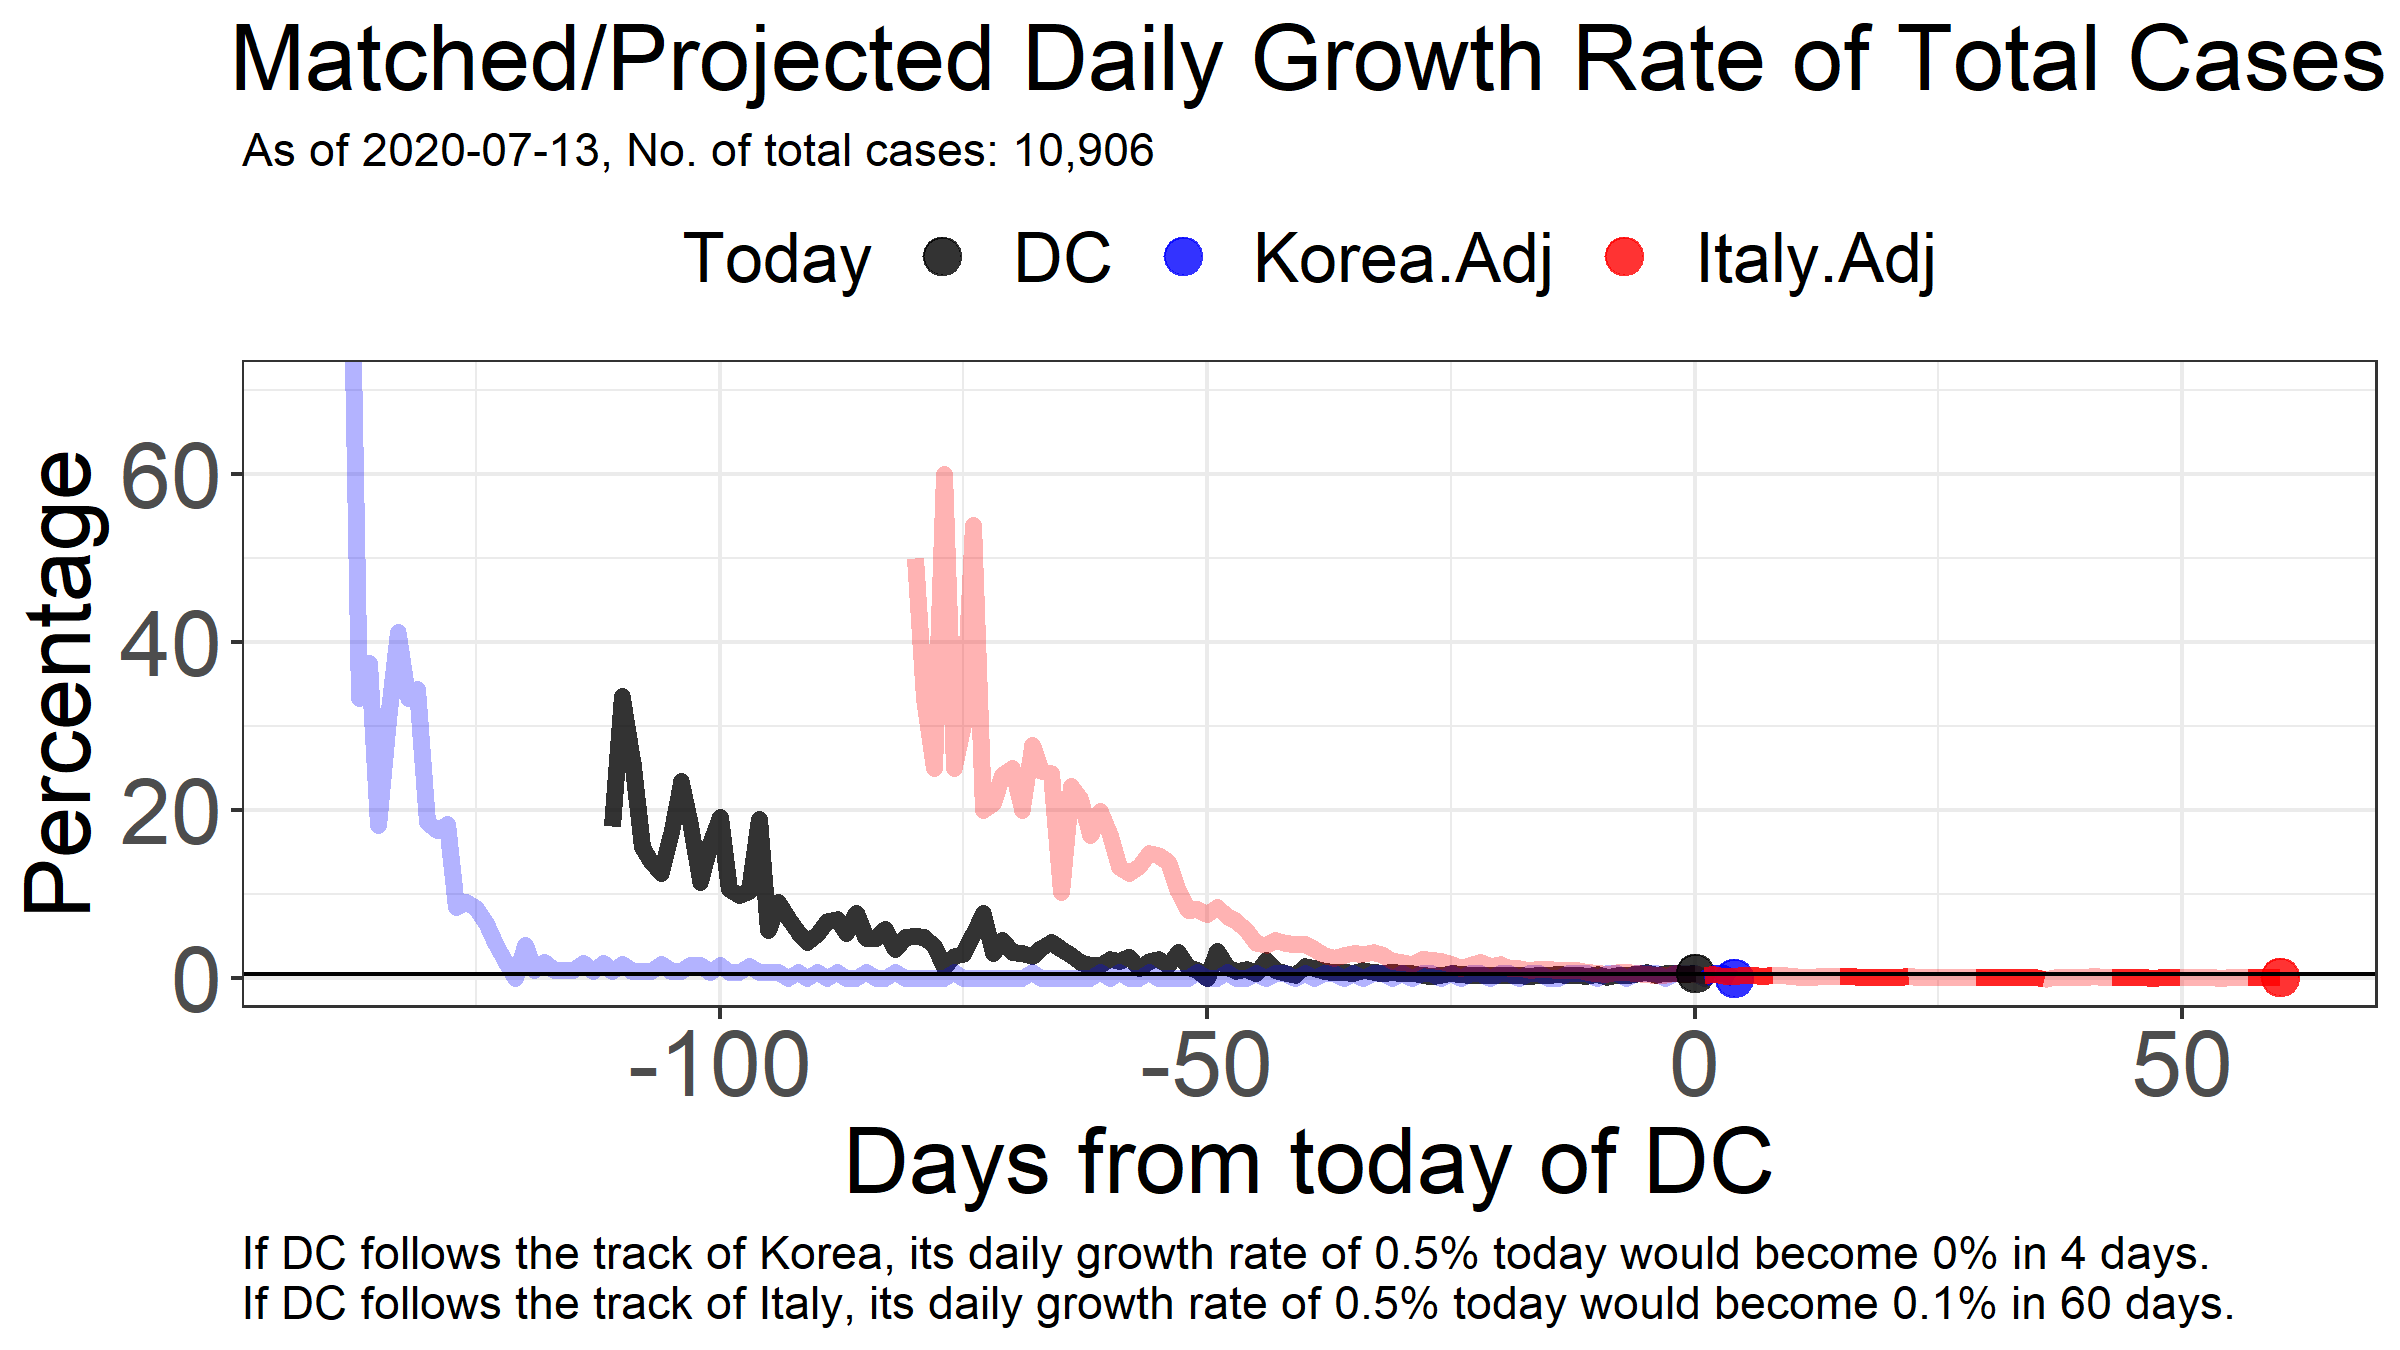 Matched/Projected Daily Growth Rate of Total Cases
As of 2020-07-13, No. of total cases: 10,906
Today DC Korea.Adj Italy.Adj
Percentage
60
40
20
0
-100 -50 0 50
Days from today of DC
If DC follows the track of Korea, its daily growth rate of 0.5% today would become 0% in 4 days.
If DC follows the track of Italy, its daily growth rate of 0.5% today would become 0.1% in 60 days.